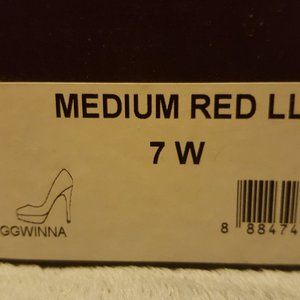 MEDIUM RED LL
7 W
GGWINNA
8 88474